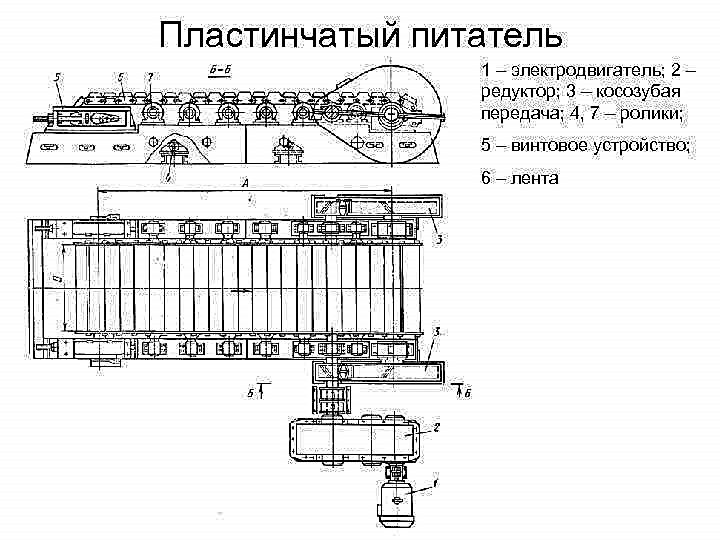 Пластинчатый питатель
1 – электродвигатель; 2 –
редуктор; 3 – косозубая
передача; 4, 7 – ролики;
5 – винтовое устройство;
6 – лента
Б–Б
5 6 7
4
А
3
3
Б Б
2
1